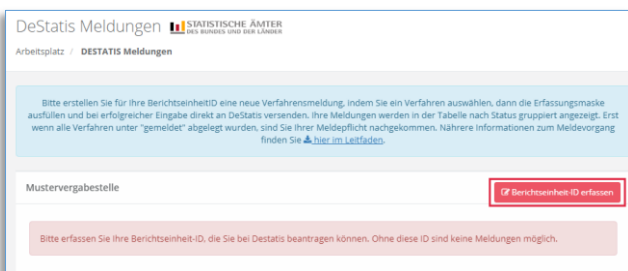 DeStatis Meldungen STATISTISCHE ÄMTER
DES BUNDES UND DER LÄNDER
Arbeitsplatz / DESTATIS Meldungen
Bitte erstellen Sie für Ihre BerichtseinheitID eine neue Verfahrensmeldung, indem Sie ein Verfahren auswählen, dann die Erfassungsmaske
ausfüllen und bei erfolgreicher Eingabe direkt an DeStatis versenden. Ihre Meldungen werden in der Tabelle nach Status gruppiert angezeigt. Erst
wenn alle Verfahren unter "gemeldet" abgelegt wurden, sind Sie Ihrer Meldepflicht nachgekommen. Nährere Informationen zum Meldevorgang
finden Sie hier im Leitfaden.
Mustervergabestelle
Berichtseinheit-ID erfassen
Bitte erfassen Sie Ihre Berichtseinheit-ID, die Sie bei Destatis beantragen können. Ohne diese ID sind keine Meldungen möglich.